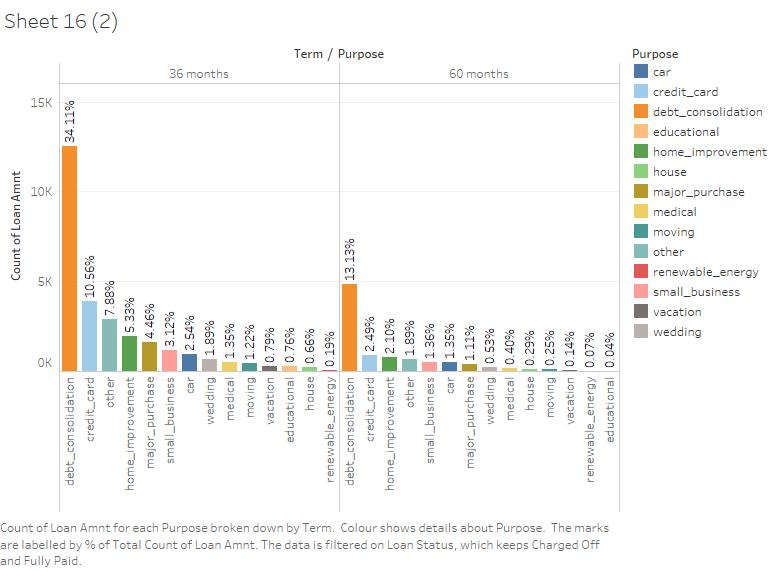 Sheet 16 (2)
Term / Purpose
36 months
60 months
Count of Loan Amnt
15K
10K
5K
0K
34.11%
10.56%
7.88%
5.33%
4.46%
3.12%
2.54%
1.89%
1.35%
1.22%
0.79%
0.76%
0.66%
0.19%
13.13%
2.49%
2.10%
1.89%
1.36%
1.35%
1.11%
0.53%
0.40%
0.29%
0.25%
0.14%
0.07%
0.04%
debt_consolidation
credit_card
other
home_improvement
major_purchase
small_business
car
wedding
medical
moving
vacation
educational
house
renewable_energy
debt_consolidation
credit_card
home_improvement
other
small_business
car
major_purchase
wedding
medical
house
moving
vacation
renewable_energy
educational
Purpose
car
credit_card
debt_consolidation
educational
home_improvement
house
major_purchase
medical
moving
other
renewable_energy
small_business
vacation
wedding
Count of Loan Amnt for each Purpose broken down by Term.  Colour shows details about Purpose.  The marks
are labelled by % of Total Count of Loan Amnt. The data is filtered on Loan Status, which keeps Charged Off
and Fully Paid.